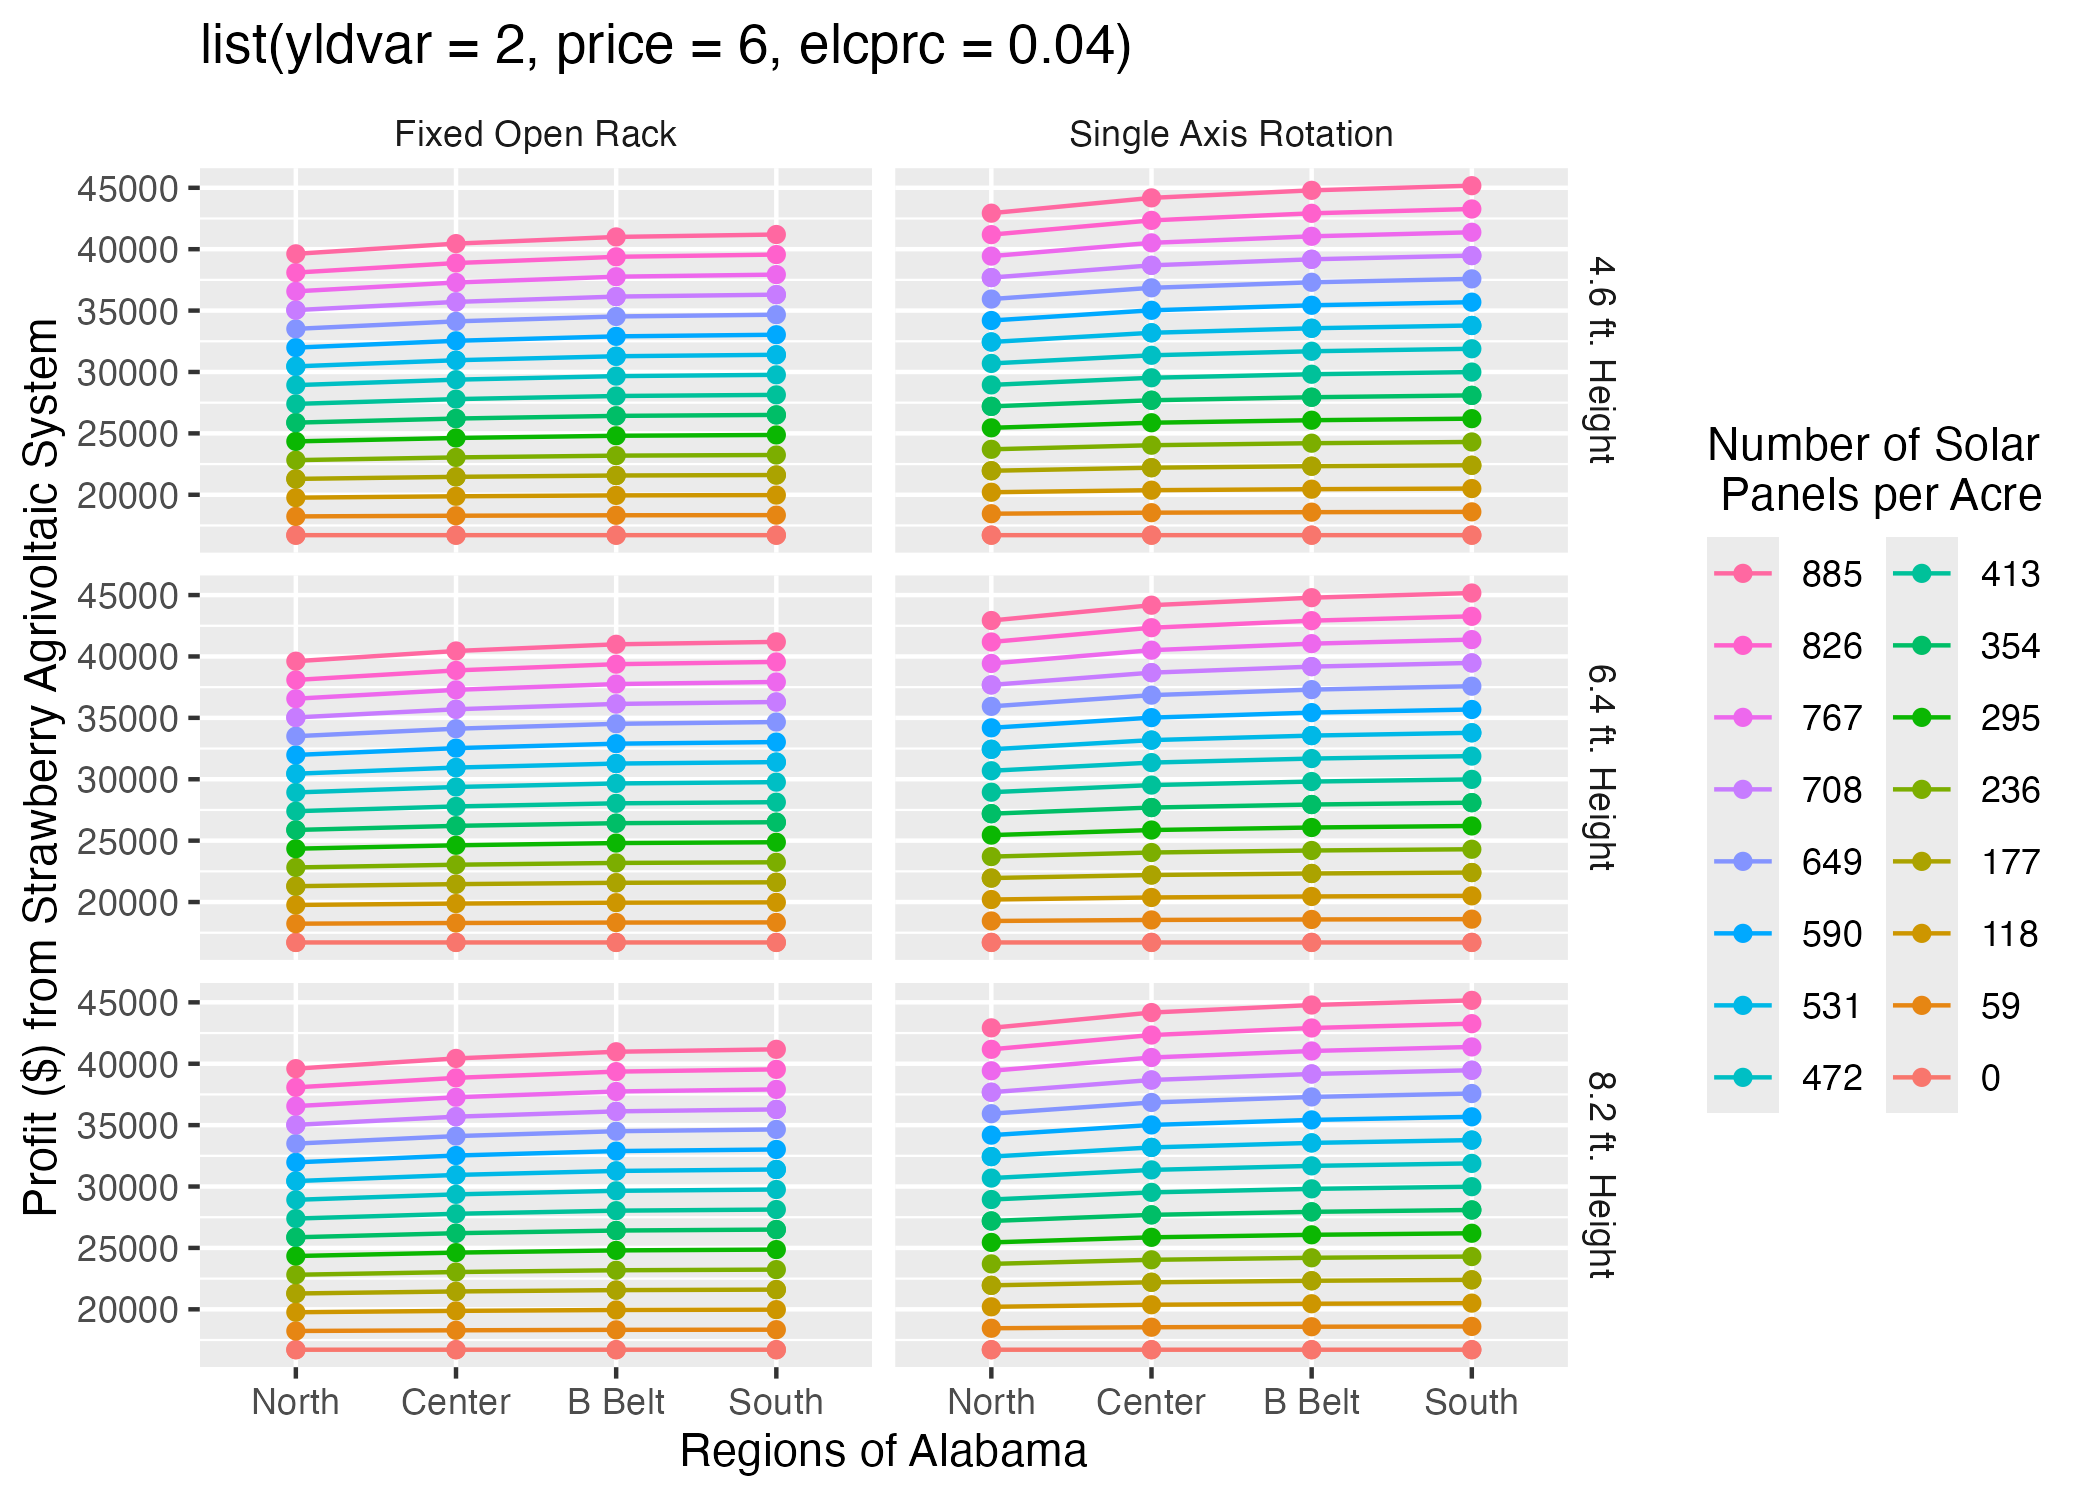 list(yldvar = 2, price = 6, elcprc = 0.04)
Fixed Open Rack
Single Axis Rotation
45000
40000
35000
30000
25000
20000
4.6 ft. Height
45000
40000
35000
30000
25000
20000
6.4 ft. Height
45000
40000
35000
30000
25000
20000
8.2 ft. Height
Profit ($) from Strawberry Agrivoltaic System
North Center B Belt South
North Center B Belt South
Regions of Alabama
Number of Solar
Panels per Acre
885 413
826 354
767 295
708 236
649 177
590 118
531 59
472 0